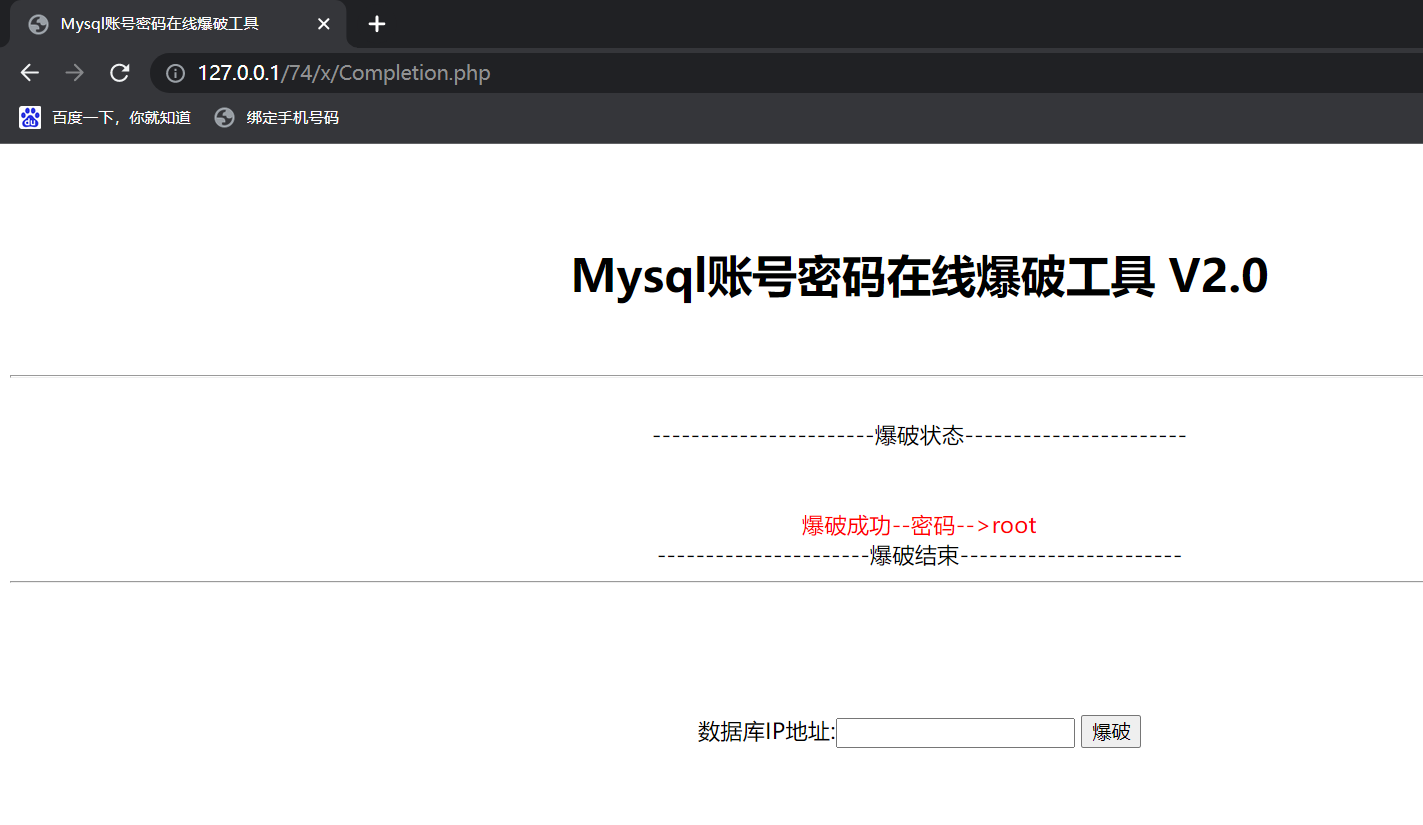 Mysql账号密码在线爆破工具
127.0.0.1/74/x/Completion.php
百度一下，你就知道 绑定手机号码
Mysql账号密码在线爆破工具 V2.0
-----------------------爆破状态-----------------------
爆破成功--密码-->root
----------------------爆破结束-----------------------
数据库IP地址: 爆破